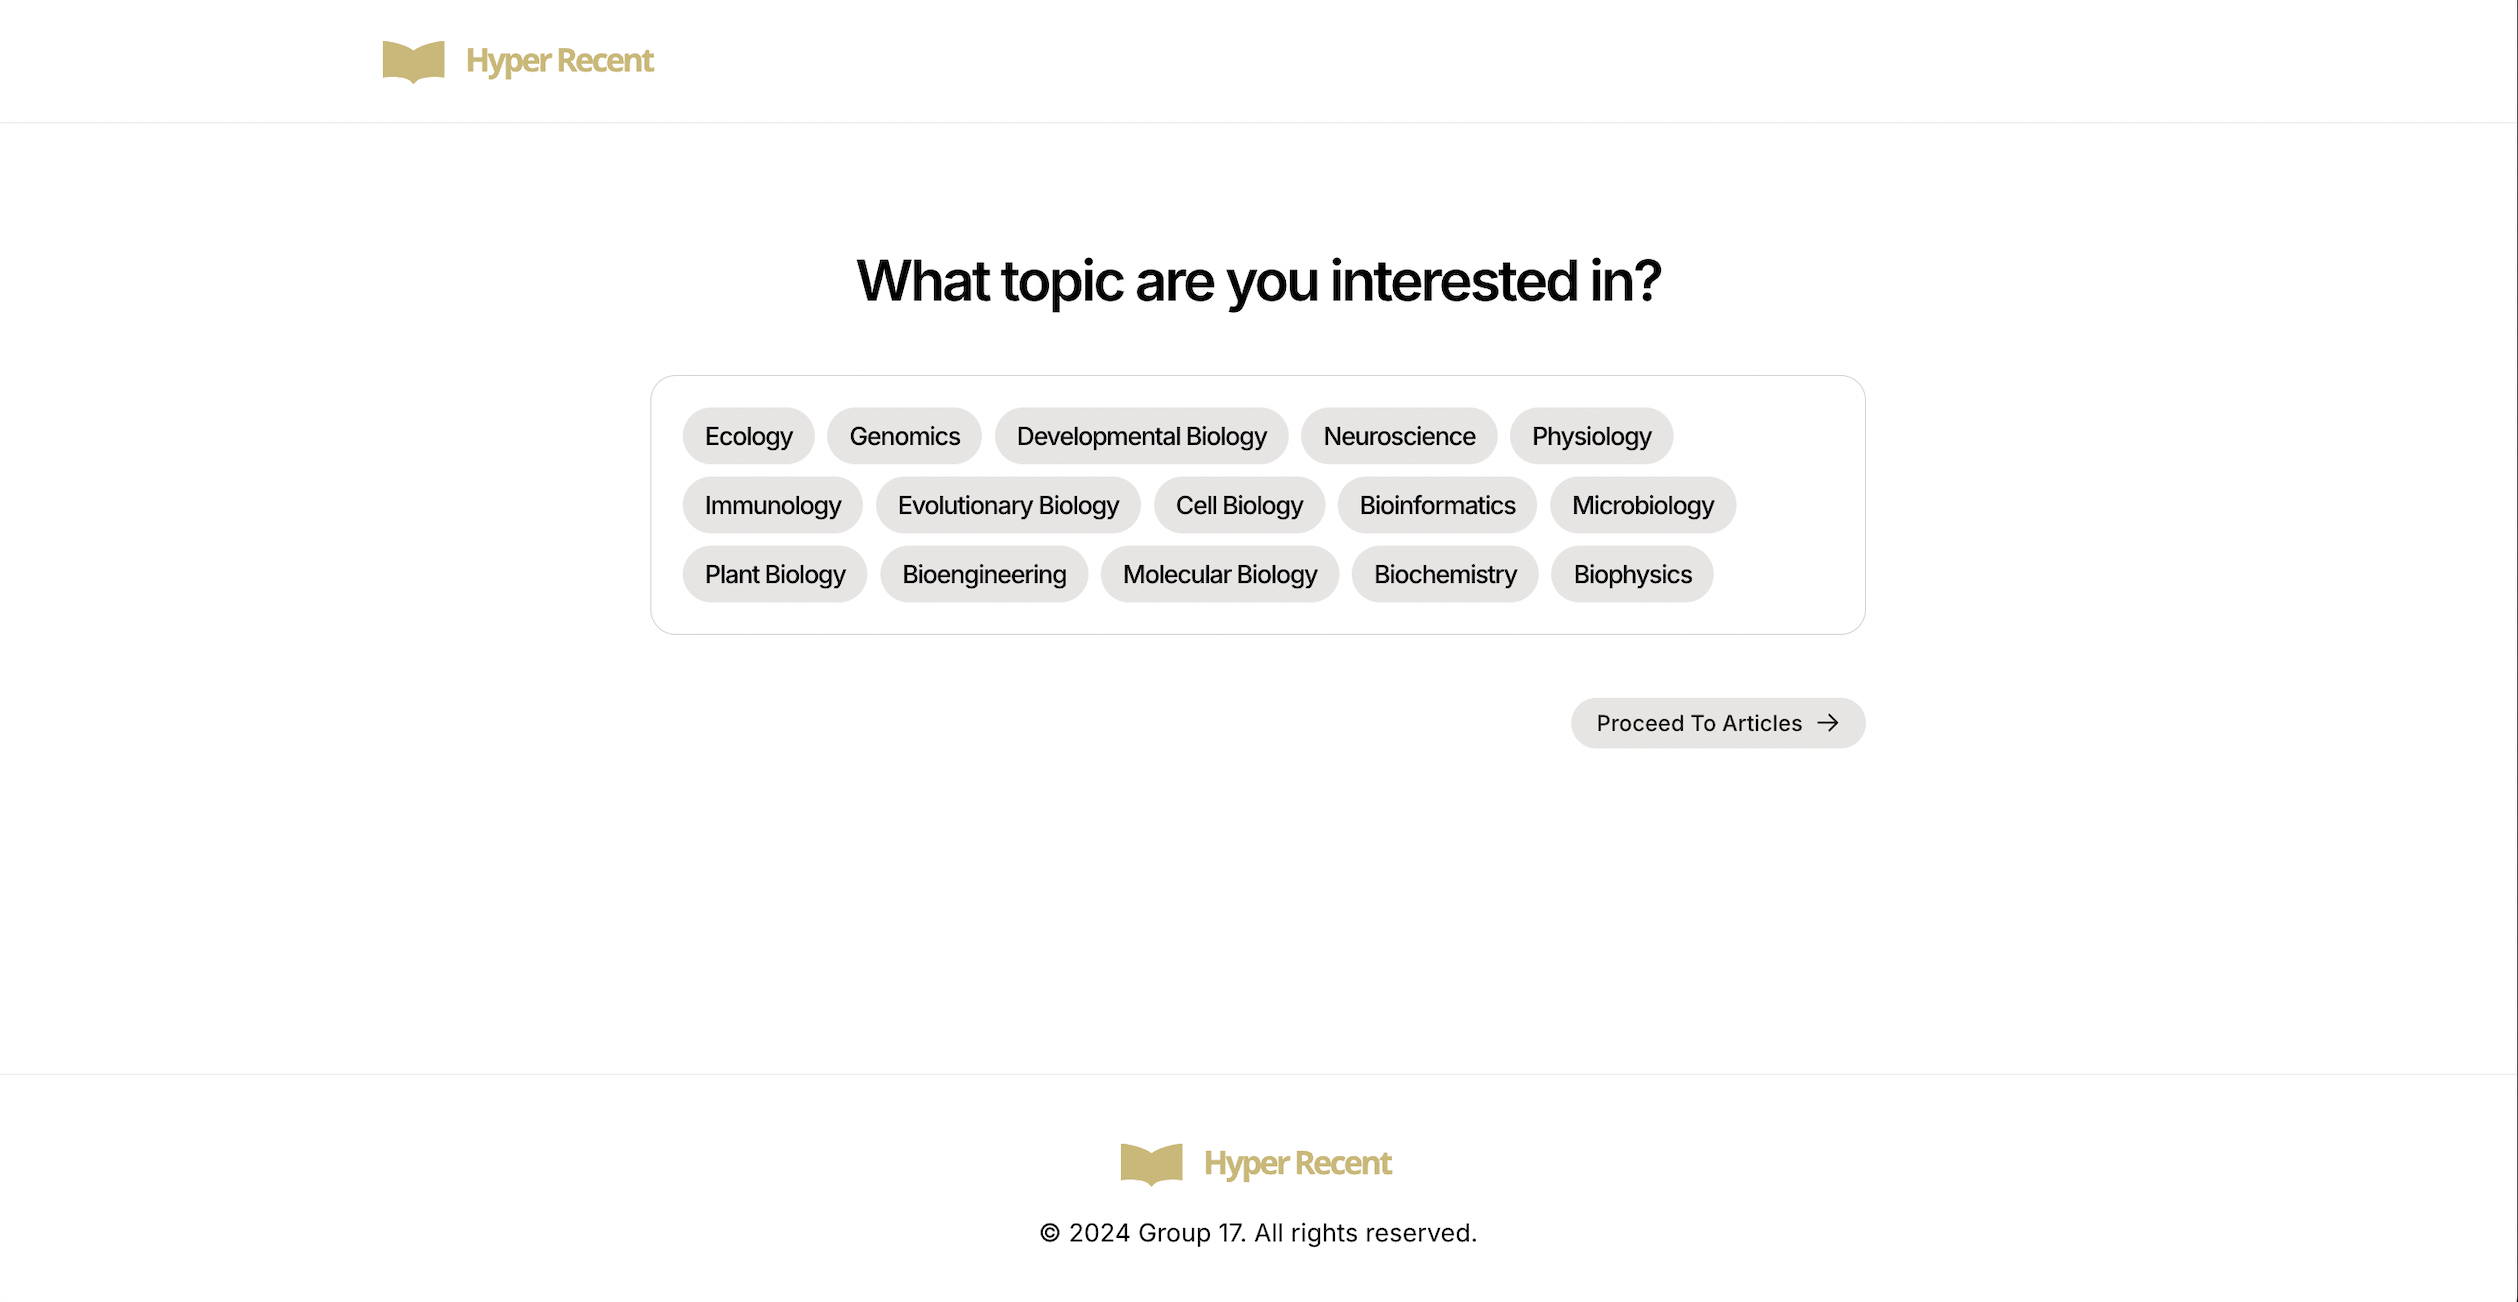 Hyper Recent
What topic are you interested in?
Ecology Genomics Developmental Biology Neuroscience Physiology
Immunology Evolutionary Biology Cell Biology Bioinformatics Microbiology
Plant Biology Bioengineering Molecular Biology Biochemistry Biophysics
Proceed To Articles →
Hyper Recent
© 2024 Group 17. All rights reserved.